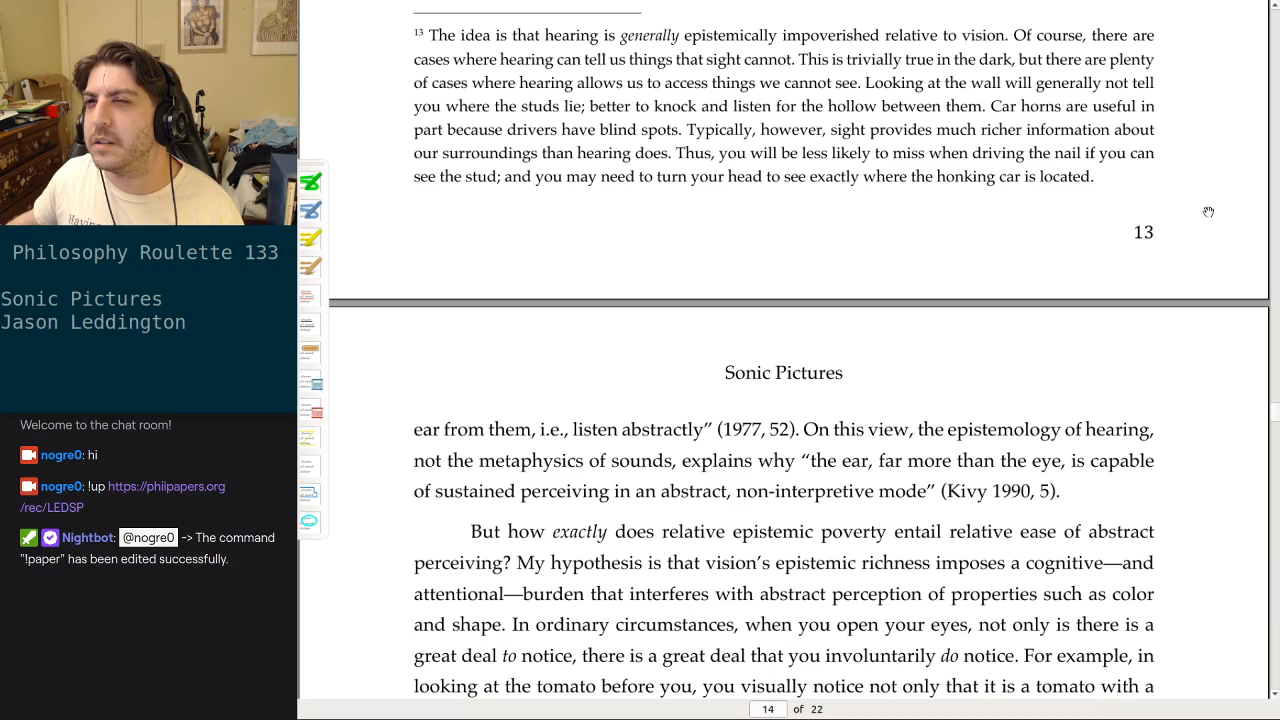 Having
Philosophy Roulette 133
Sonic Pictures
Jason Leddington
Welcome to the chat room!
nogre0: hi
nogre0: !up https://philpapers.org
/rec/LEDSP
Nightbot: @nogre0 -> The command
"!paper" has been edited successfully.
13 The idea is that hearing is generally epistemically impoverished relative to vision. Of course, there are
cases where hearing can tell us things that sight cannot. This is trivially true in the dark, but there are plenty
of cases where hearing allows us to access things we cannot see. Looking at the wall will generally not tell
you where the studs lie; better to knock and listen for the hollow between them. Car horns are useful in
part because drivers have blind spots. Typically, however, sight provides much richer information about
our surroundings than hearing does. Thus, you will be less likely to miss when driving the nail if you can
see the stud; and you may need to turn your head to see exactly where the honking car is located.
13
Sonic Pictures
ear from them, i.e., listen abstractly" (1971, 152). On my view, the epistemology of hearing,
not the metaphysics of sound, explains why "the ear, far more than the eye, is capable
of sustained perception in and for itself
But how exactly does relative epistemic poverty entail relative ease of abstract
perceiving? My hypothesis is that vision's epistemic richness imposes a cognitive—and
attentional—burden that interferes with abstract perception of properties such as color
and shape. In ordinary circumstances, when you open your eyes, not only is there is a
great deal to notice, there is a great deal that you involuntarily do notice. For example, in
looking at the tomato before you, you visually notice not only that it is a tomato with a
14 of 22